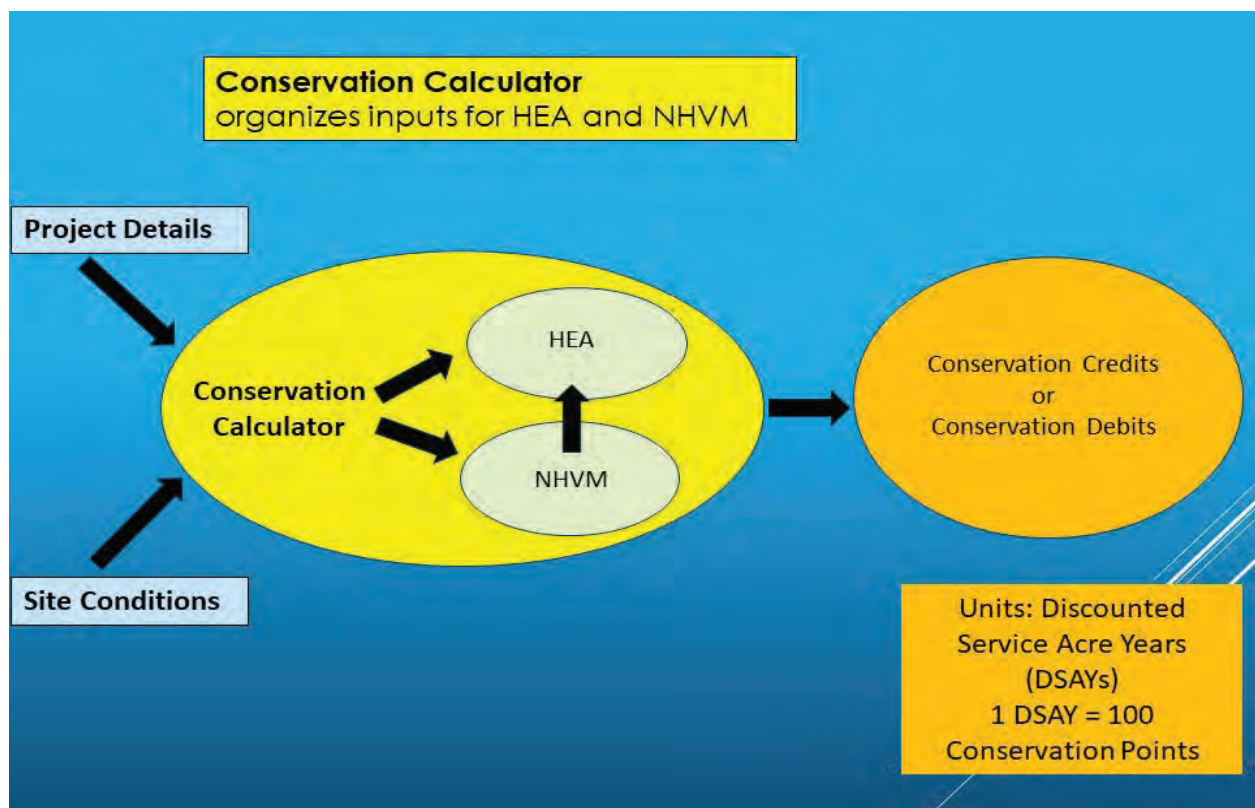 Conservation Calculator
organizes inputs for HEA and NHVM
Project Details
HEA
Conservation
Calculator
NHVM
Site Conditions
Conservation Credits
or
Conservation Debits
Units: Discounted
Service Acre Years
(DSAYs)
1 DSAY = 100
Conservation Points